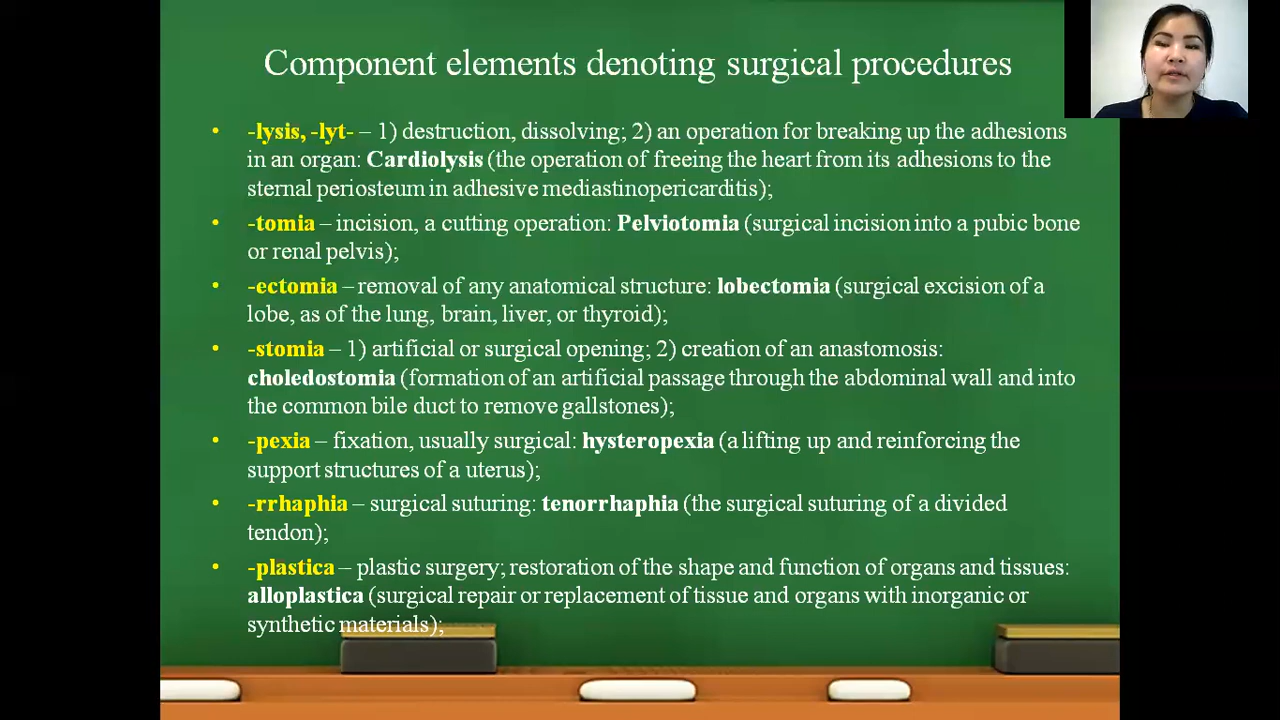 Component elements denoting surgical procedures
• -lysis, -lyt- – 1) destruction, dissolving; 2) an operation for breaking up the adhesions
in an organ: Cardiolysis (the operation of freeing the heart from its adhesions to the
sternal periosteum in adhesive mediastinopericarditis);
• -tomia – incision, a cutting operation: Pelviotomia (surgical incision into a pubic bone
or renal pelvis);
• -ectomia – removal of any anatomical structure: lobectomia (surgical excision of a
lobe, as of the lung, brain, liver, or thyroid);
• -stomia – 1) artificial or surgical opening; 2) creation of an anastomosis:
choledostomia (formation of an artificial passage through the abdominal wall and into
the common bile duct to remove gallstones);
• -pexia – fixation, usually surgical: hysteropexia (a lifting up and reinforcing the
support structures of a uterus);
• -rrhaphia – surgical suturing: tenorrhaphia (the surgical suturing of a divided
tendon);
• -plastica – plastic surgery; restoration of the shape and function of organs and tissues:
alloplastica (surgical repair or replacement of tissue and organs with inorganic or
synthetic materials);